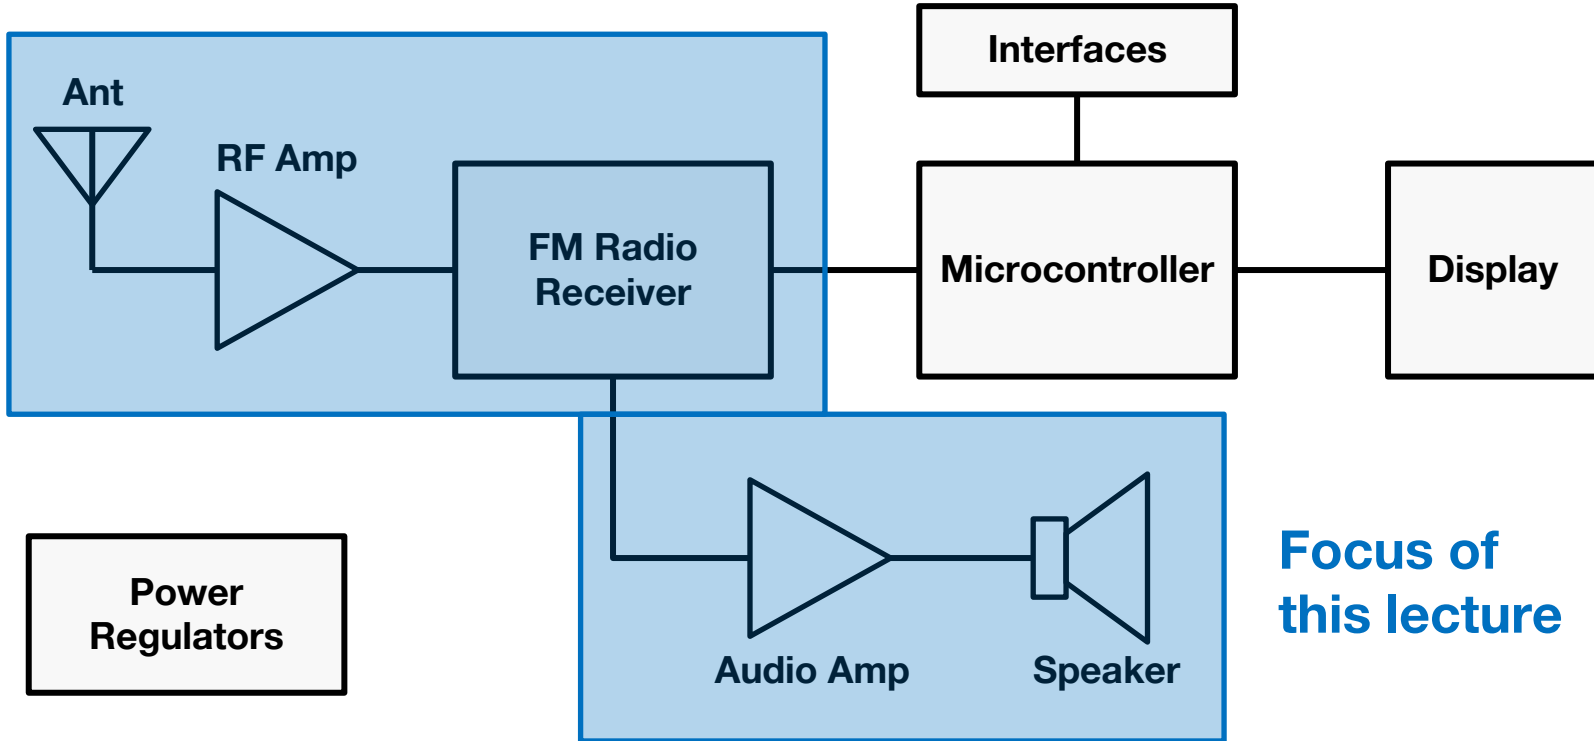 Interfaces
Ant
RF Amp
FM Radio
Receiver
Microcontroller
Display
Power
Regulators
Audio Amp
Speaker
Focus of
this lecture